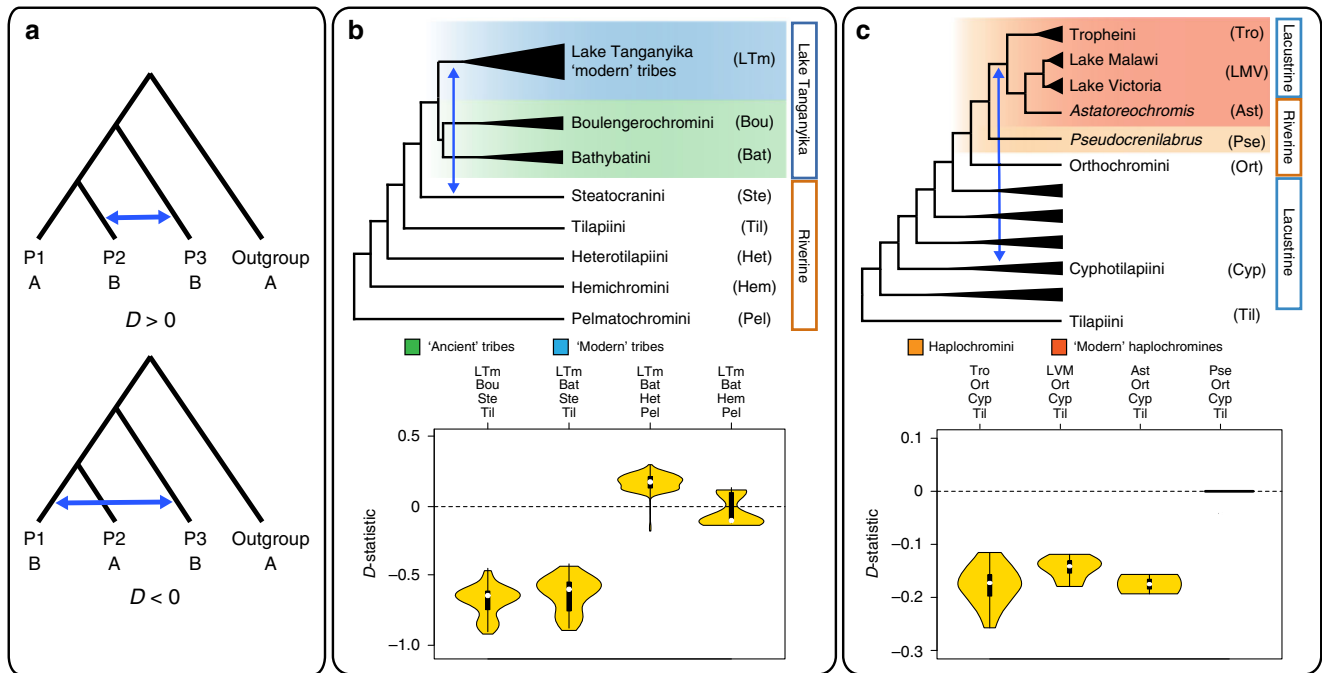 a
P1 P2 P3 Outgroup
A B B A
D > 0
P1 P2 P3 Outgroup
B A B A
D < 0
b
Lake Tanganyika
‘modern’ tribes
(LTm)
Boulengerochromini (Bou)
Bathybatini (Bat)
Steatocranini (Ste)
Tilapiini (Til)
Heterotilapiini (Het)
Hemichromini (Hem)
Pelmatochromini (Pel)
Lake Tanganyika
Riverine
‘Ancient’ tribes ‘Modern’ tribes
LTm LTm LTm LTm
Bou Bat Bat Bat
Ste Ste Het Hem
Til Til Pel Pel
D-statistic
0.5
0
–0.5
–1.0
c
Tropheini (Tro)
Lake Malawi
(LMV)
Lake Victoria
Astatoreochromis (Ast)
Pseudocrenilabrus (Pse)
Orthochromini (Ort)
Cyphotilapiini (Cyp)
Tilapiini (Til)
Lacustrine
Riverine
Lacustrine
Haplochromini ‘Modern’ haplochromines
Tro LVM Ast Pse
Ort Ort Ort Ort
Cyp Cyp Cyp Cyp
Til Til Til Til
D-statistic
0.1
0
–0.1
–0.2
–0.3